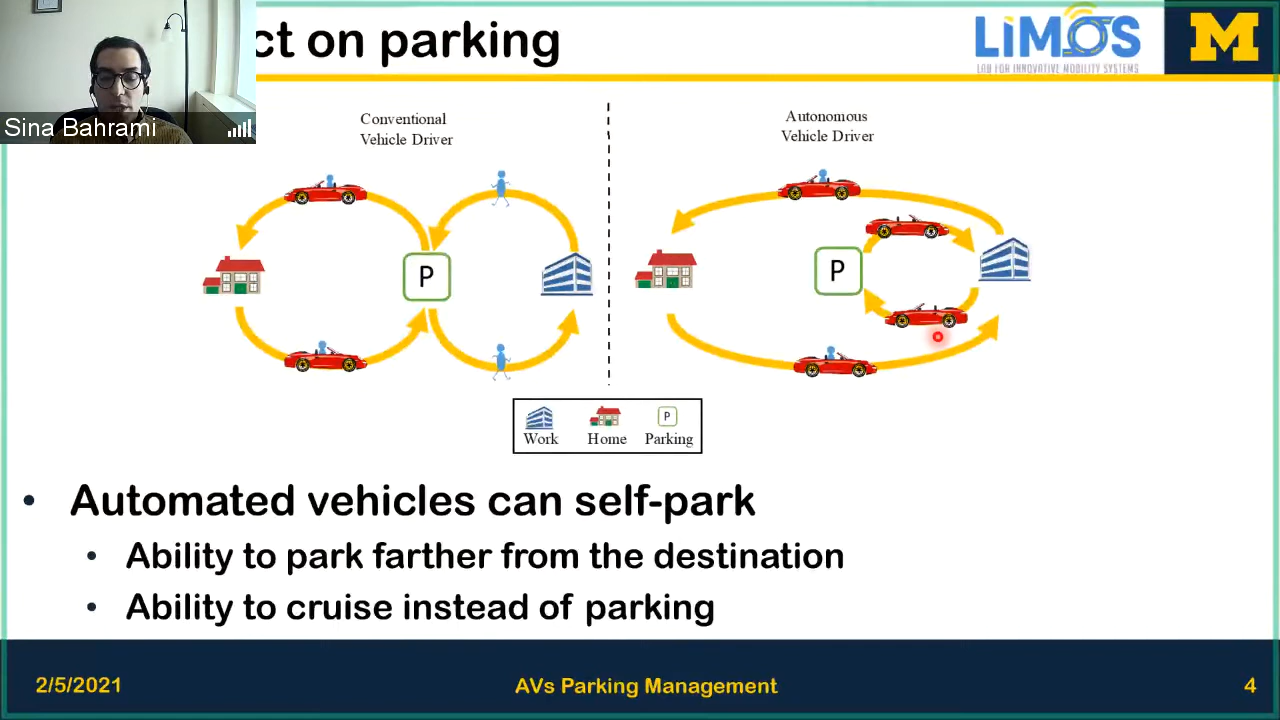 ct on parking
LiMOS
LAB FOR INNOVATIVE MOBILITY SYSTEMS
M
Sina Bahrami
Conventional
Vehicle Driver
Autonomous
Vehicle Driver
P
P
P
Work
Home
Parking
• Automated vehicles can self-park
• Ability to park farther from the destination
• Ability to cruise instead of parking
2/5/2021
AVs Parking Management
4